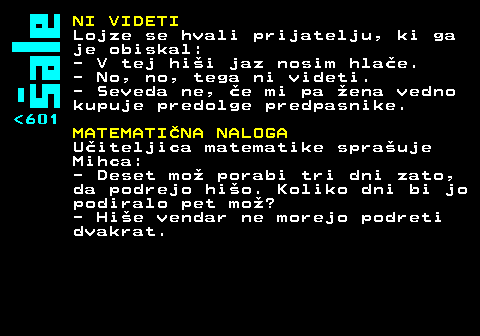 šale
<601
NI VIDETI
Lojze se hvali prijatelju, ki ga
je obiskal:
- V tej hiši jaz nosim hlače.
- No, no, tega ni videti.
- Seveda ne, če mi pa žena vedno
kupuje predolge predpasnike.
MATEMATIČNA NALOGA
Učiteljica matematike sprašuje
Mihca:
- Deset mož porabi tri dni zato,
da podrejo hišo. Koliko dni bi jo
podiralo pet mož?
- Hiše vendar ne morejo podreti
dvakrat.